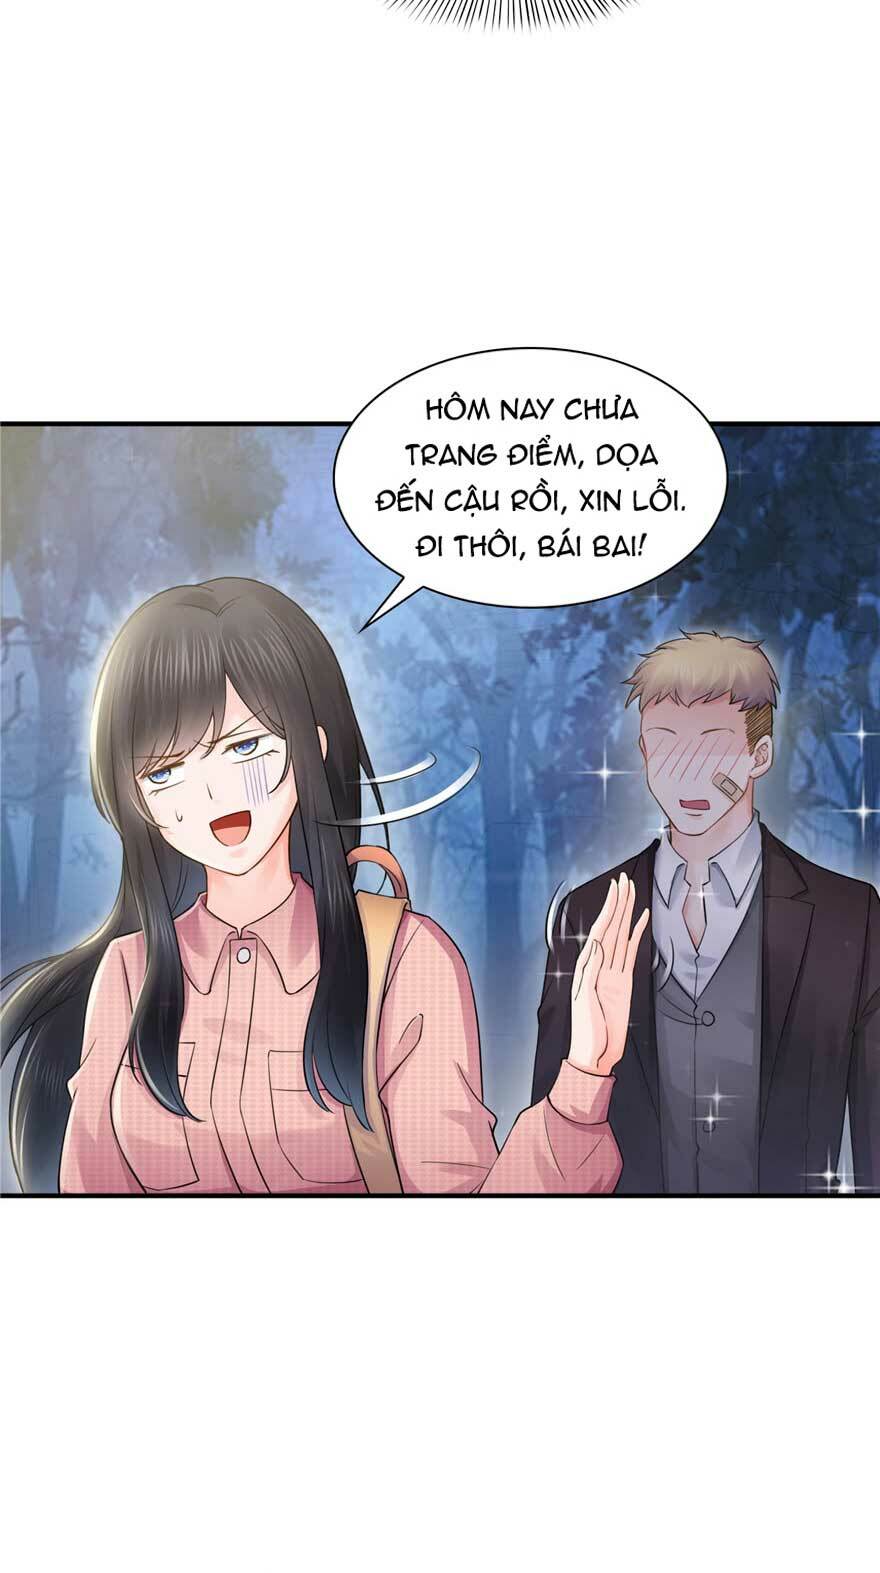 HÔM NAY CHƯA
TRANG ĐIỂM, DỌA
ĐẾN CẬU RỒI, XIN LỖI.
ĐI THÔI, BÁI BAI!